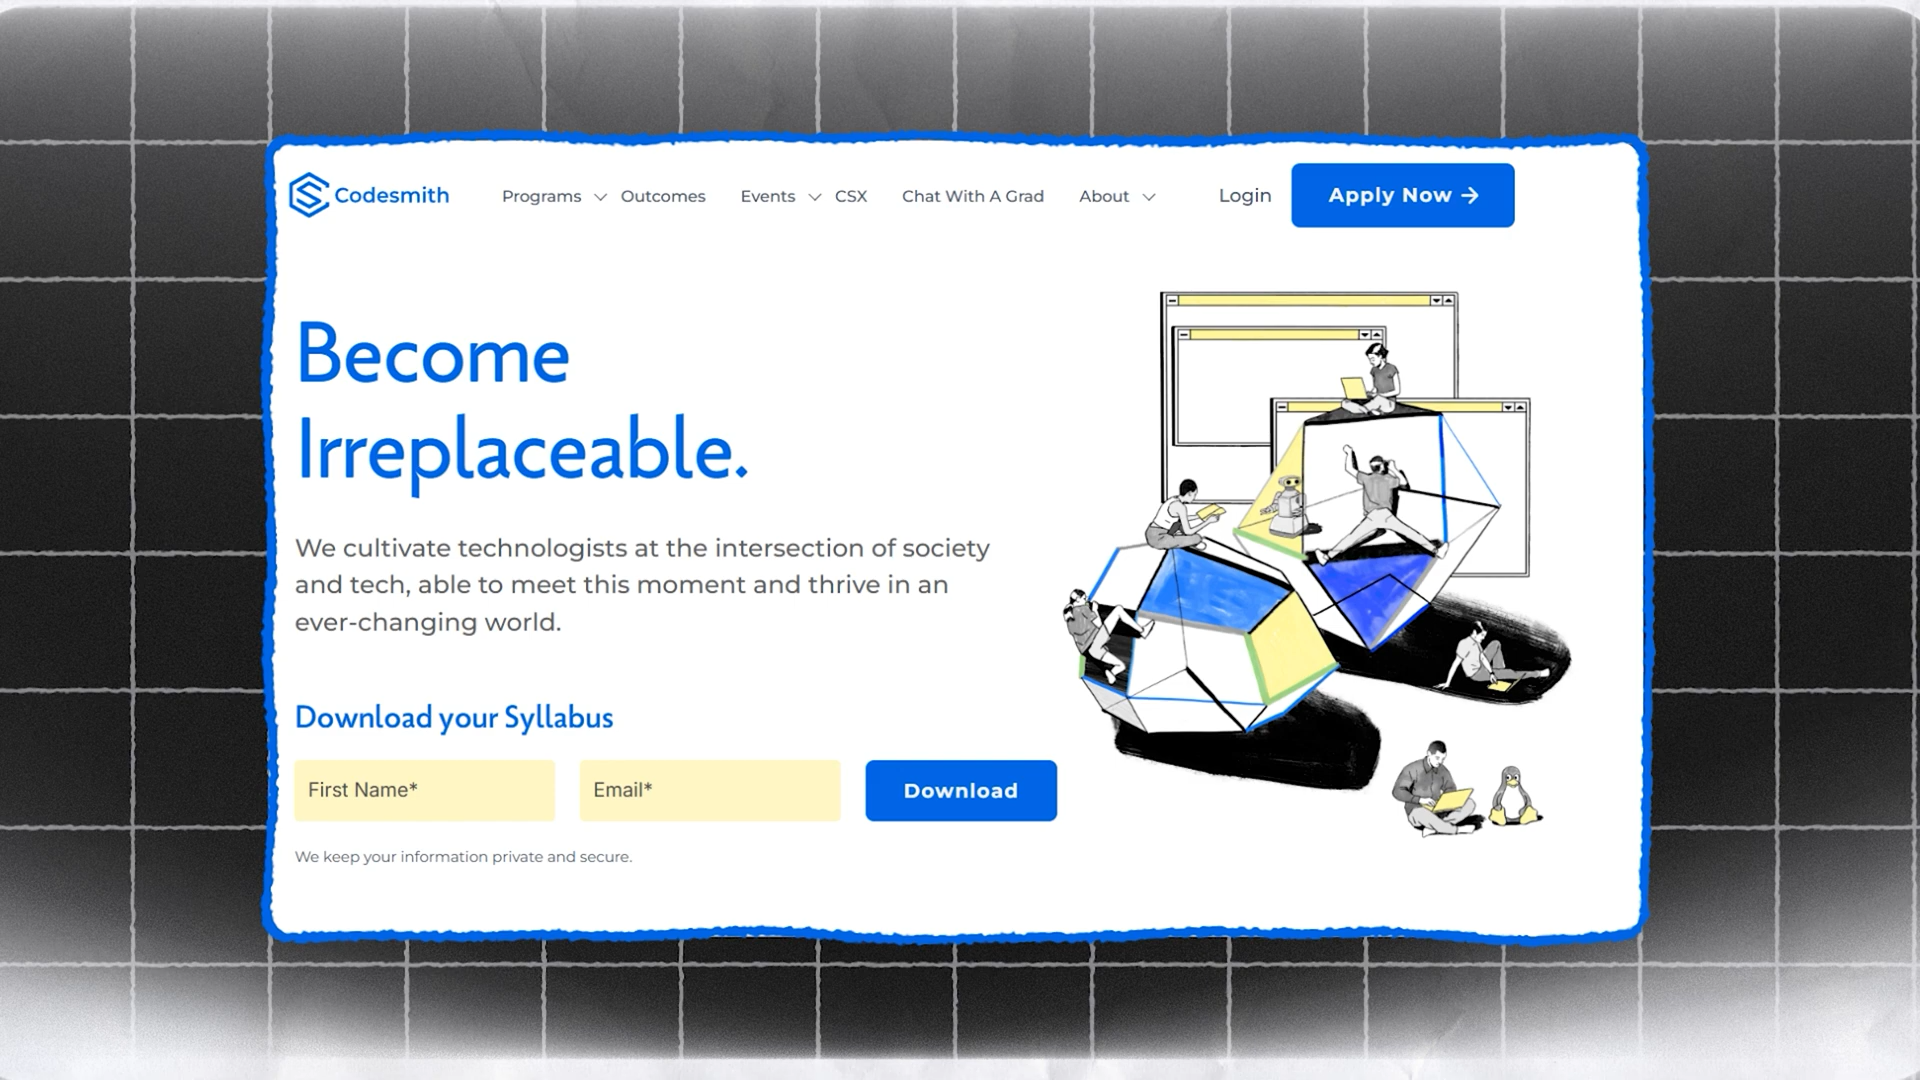 Codesmith
Programs Outcomes Events CSX Chat With A Grad About Login Apply Now →
Become
Irreplaceable.
We cultivate technologists at the intersection of society
and tech, able to meet this moment and thrive in an
ever-changing world.
Download your Syllabus
First Name* Email* Download
We keep your information private and secure.